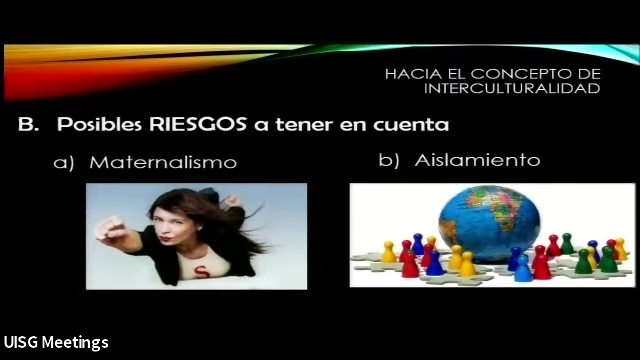 HACIA EL CONCEPTO DE
INTERCULTURALIDAD
B. Posibles RIESGOS a tener en cuenta
a) Maternalismo
b) Aislamiento
S
UISG Meetings